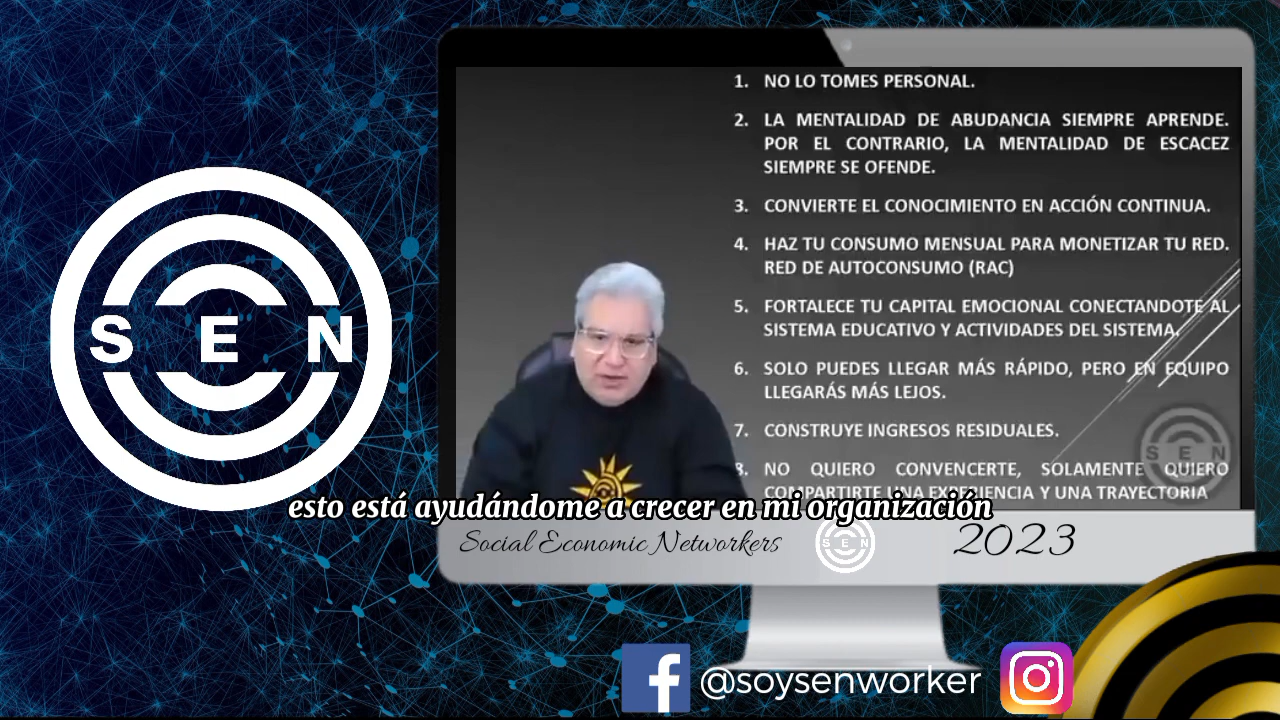 1. NO LO TOMES PERSONAL.
2. LA MENTALIDAD DE ABUDANCIA SIEMPRE APRENDE.
POR EL CONTRARIO, LA MENTALIDAD DE ESCACEZ
SIEMPRE SE OFENDE.
3. CONVIERTE EL CONOCIMIENTO EN ACCIÓN CONTINUA.
4. HAZ TU CONSUMO MENSUAL PARA MONETIZAR TU RED.
RED DE AUTOCONSUMO (RAC)
5. FORTALECE TU CAPITAL EMOCIONAL CONECTANDOTE AL
SISTEMA EDUCATIVO Y ACTIVIDADES DEL SISTEMA.
6. SOLO PUEDES LLEGAR MÁS RÁPIDO, PERO EN EQUIPO
LLEGARÁS MÁS LEJOS.
7. CONSTRUYE INGRESOS RESIDUALES.
8. NO QUIERO CONVENCERTE, SOLAMENTE QUIERO
COMPARTIRTE UNA EXPERIENCIA Y UNA TRAYECTORIA
SEN
SEN
esto está ayudándome a crecer en mi organización
Social Economic Networkers
SEN
2023
@soysenworker